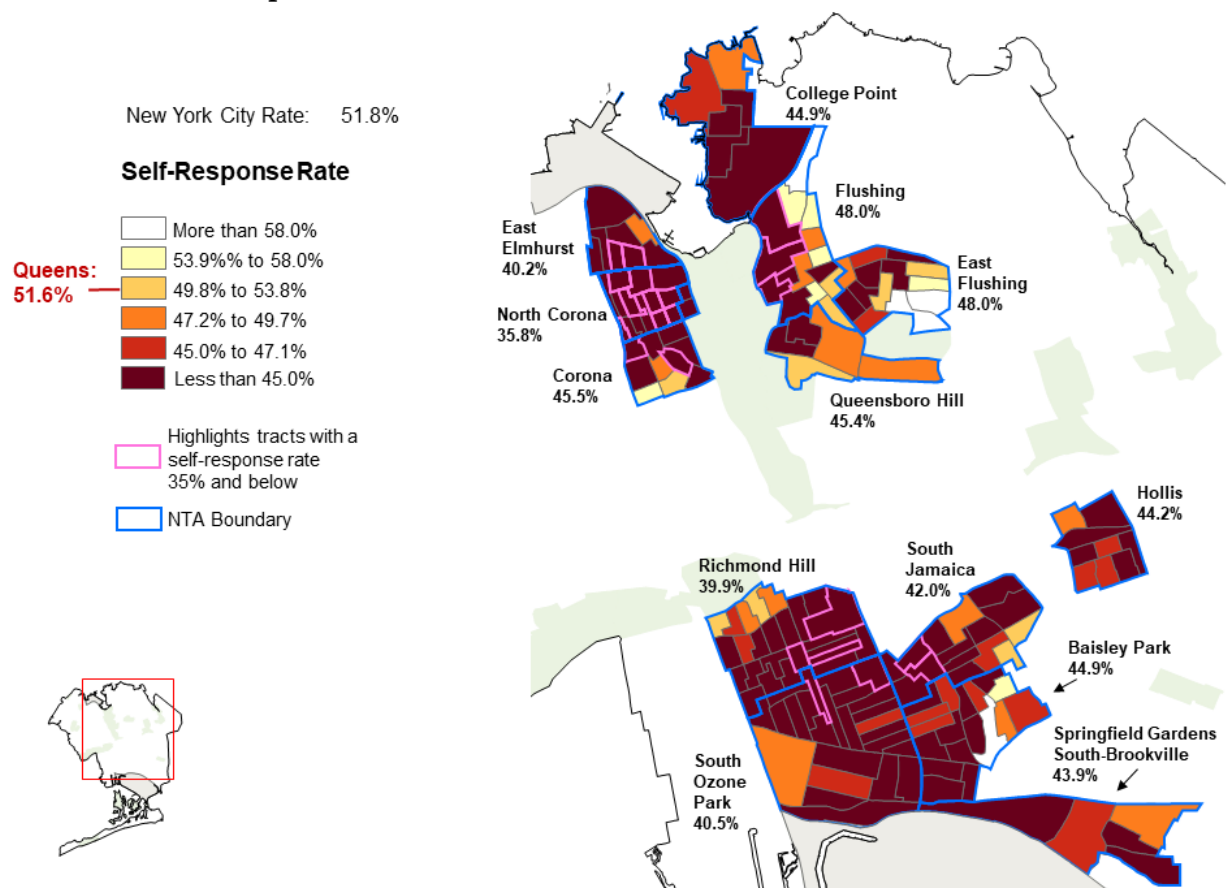 New York City Rate: 51.8%
Self-Response Rate
More than 58.0%
53.9%% to 58.0%
49.8% to 53.8%
47.2% to 49.7%
45.0% to 47.1%
Less than 45.0%
Queens:
51.6%
Highlights tracts with a
self-response rate
35% and below
NTA Boundary
College Point
44.9%
Flushing
48.0%
East
Elmhurst
40.2%
East
Flushing
48.0%
North Corona
35.8%
Corona
45.5%
Queensboro Hill
45.4%
Hollis
44.2%
Richmond Hill
39.9%
South
Jamaica
42.0%
Baisley Park
44.9%
Springfield Gardens
South-Brookville
43.9%
South
Ozone
Park
40.5%